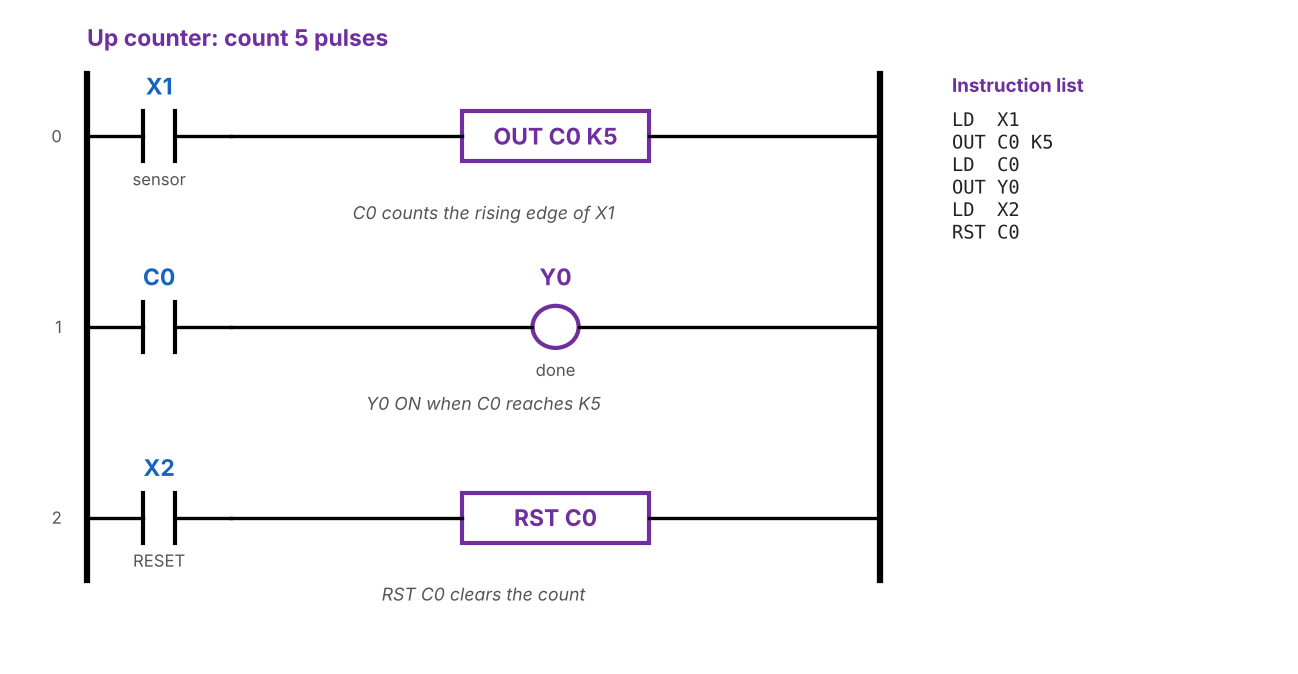 Up counter: count 5 pulses
X1
0
OUT C0 K5
sensor
C0 counts the rising edge of X1
C0
Y0
1
done
Y0 ON when C0 reaches K5
X2
2
RST C0
RESET
RST C0 clears the count
Instruction list
LD  X1
OUT C0 K5
LD  C0
OUT Y0
LD  X2
RST C0